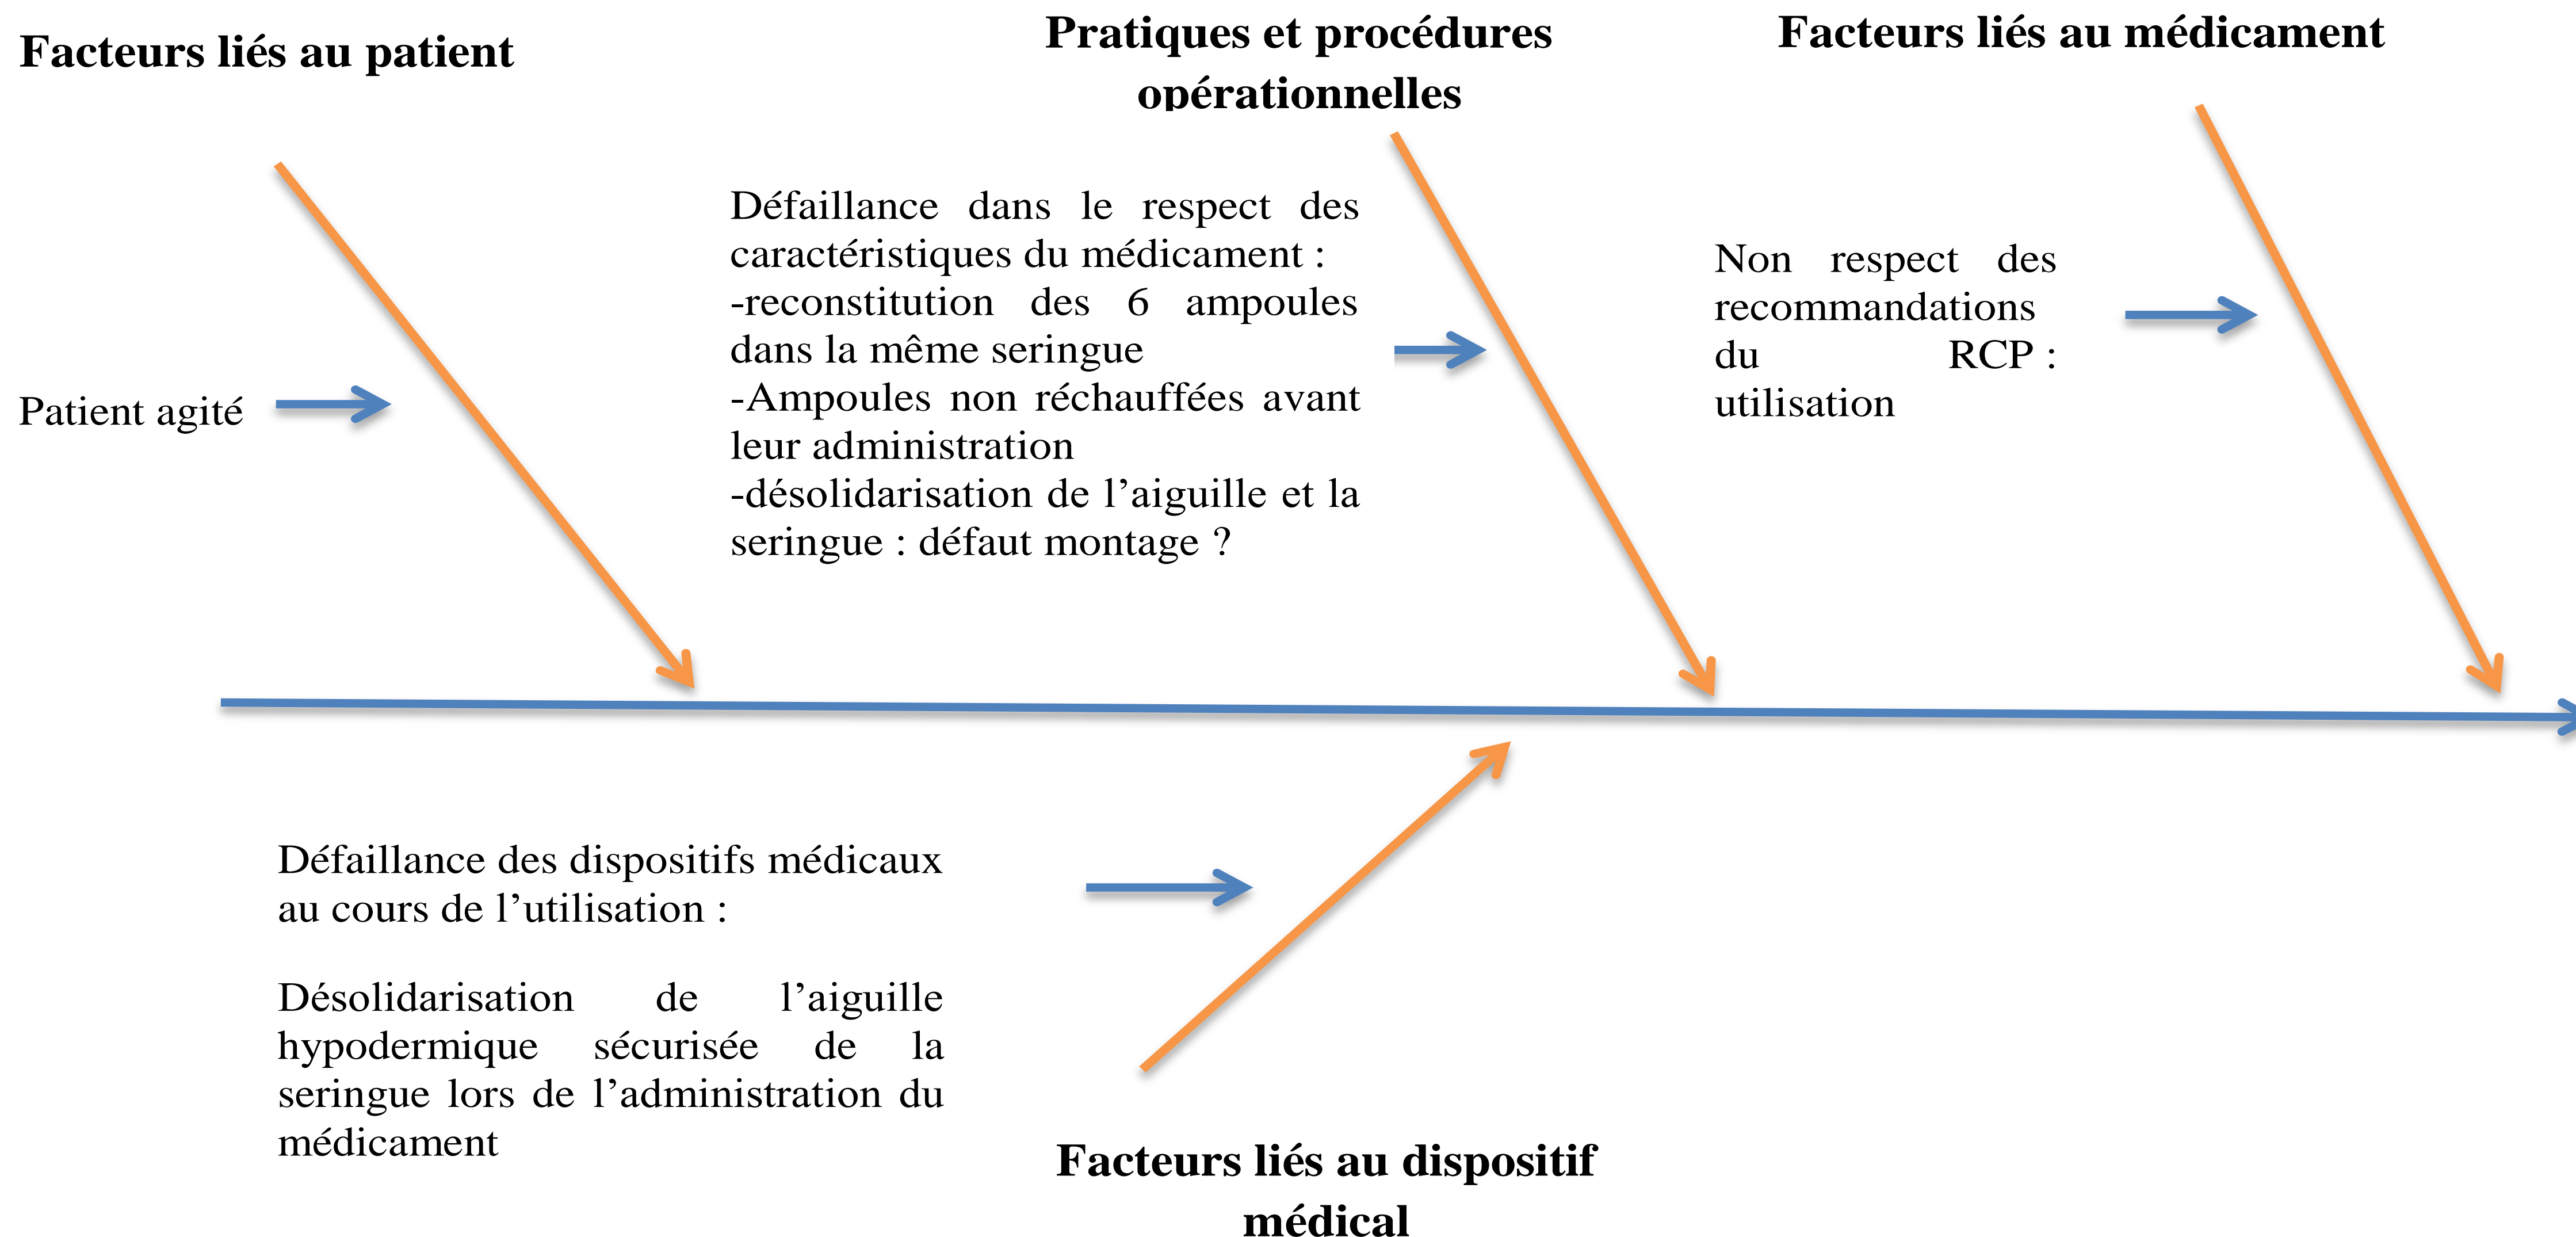 Facteurs liés au patient
Patient agité
Pratiques et procédures
opérationnelles
Défaillance dans le respect des
caractéristiques du médicament :
-reconstitution des 6 ampoules
dans la même seringue
-Ampoules non réchauffées avant
leur administration
-désolidarisation de l’aiguille et la
seringue : défaut montage ?
Facteurs liés au médicament
Non respect des
recommandations
du RCP :
utilisation
Défaillance des dispositifs médicaux
au cours de l’utilisation :
Désolidarisation de l’aiguille
hypodermique sécurisée de la
seringue lors de l’administration du
médicament
Facteurs liés au dispositif
médical